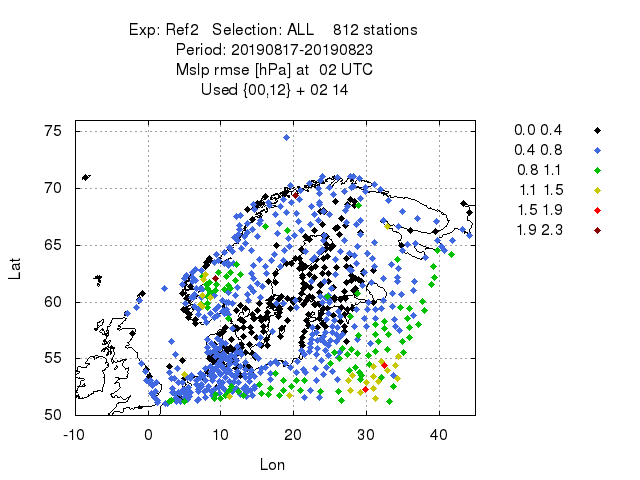 Exp: Ref2 Selection: ALL 812 stations
Period: 20190817-20190823
Mslp rmse [hPa] at 02 UTC
Used {00,12} + 02 14
0.0 0.4
0.4 0.8
0.8 1.1
1.1 1.5
1.5 1.9
1.9 2.3
75
70
65
60
55
50
Lat
-10 0 10 20 30 40
Lon